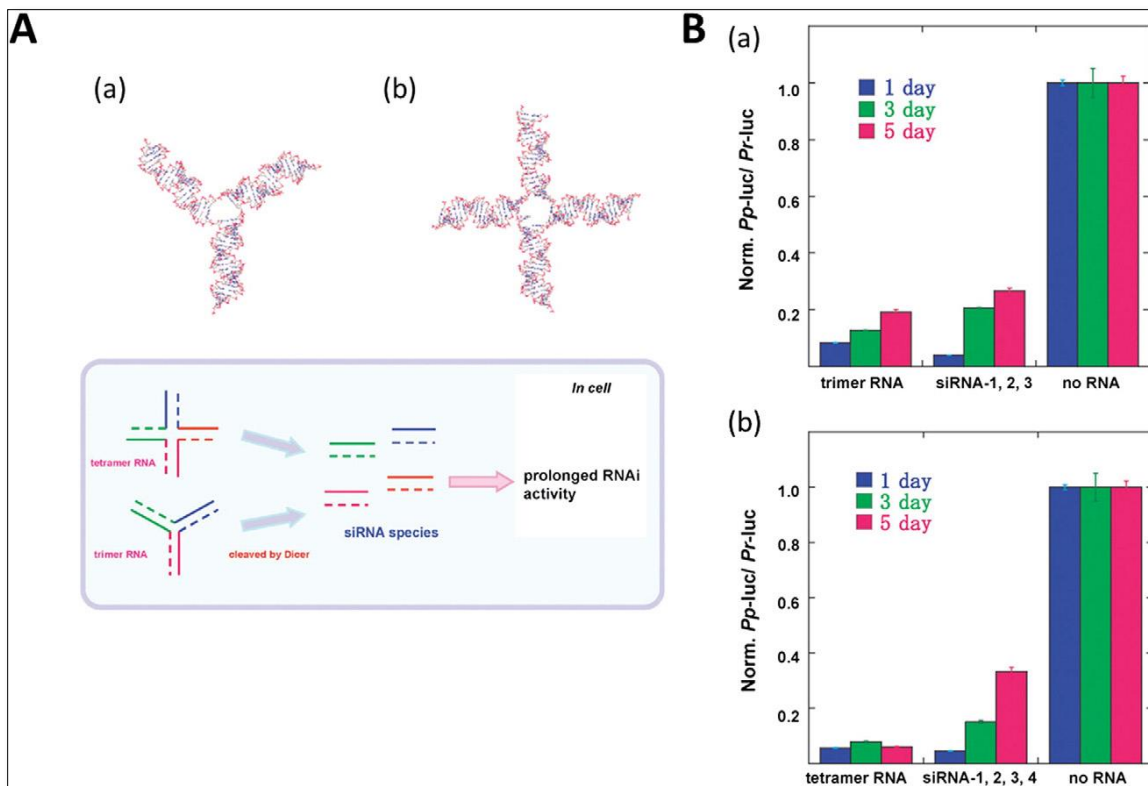 A
(a)
(b)
tetramer RNA
trimer RNA
cleaved by Dicer
siRNA species
In cell
prolonged RNAi
activity
B
(a)
Norm. Pp-luc/ Pr-luc
1.0
0.8
0.6
0.4
0.2
1 day
3 day
5 day
trimer RNA
siRNA-1, 2, 3
no RNA
(b)
Norm. Pp-luc/ Pr-luc
1.0
0.8
0.6
0.4
0.2
1 day
3 day
5 day
tetramer RNA
siRNA-1, 2, 3, 4
no RNA